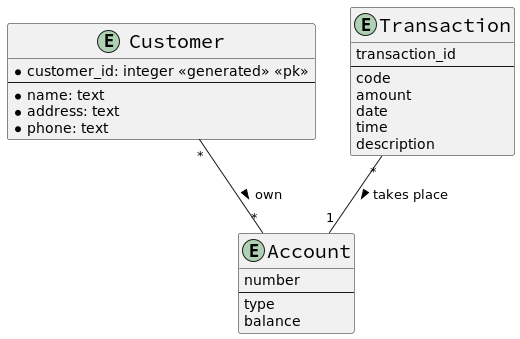 E Customer
* customer_id: integer «generated» «pk»
* name: text
* address: text
* phone: text
E Transaction
transaction_id
code
amount
date
time
description
*
*
own
takes place
*
1
E Account
number
type
balance